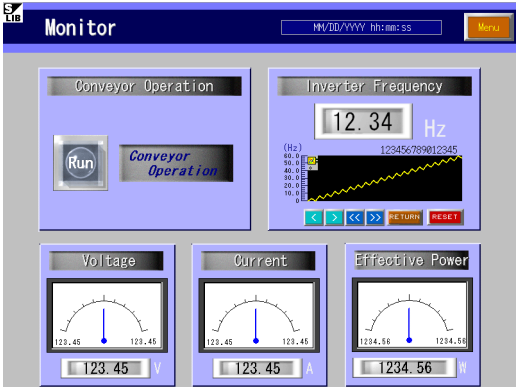 S
LIB
Monitor
MM/DD/YYYY hh:mm:ss
Menu
Conveyor Operation
Run
Conveyor
Operation
Inverter Frequency
12.34
Hz
(Hz)
123456789012345
60.0
50.0
40.0
30.0
20.0
10.0
0
< > << >> RETURN RESET
Voltage
123.45 123.45
123.45 V
Current
123.45 123.45
123.45 A
Effective Power
1234.56 1234.56
1234.56 W